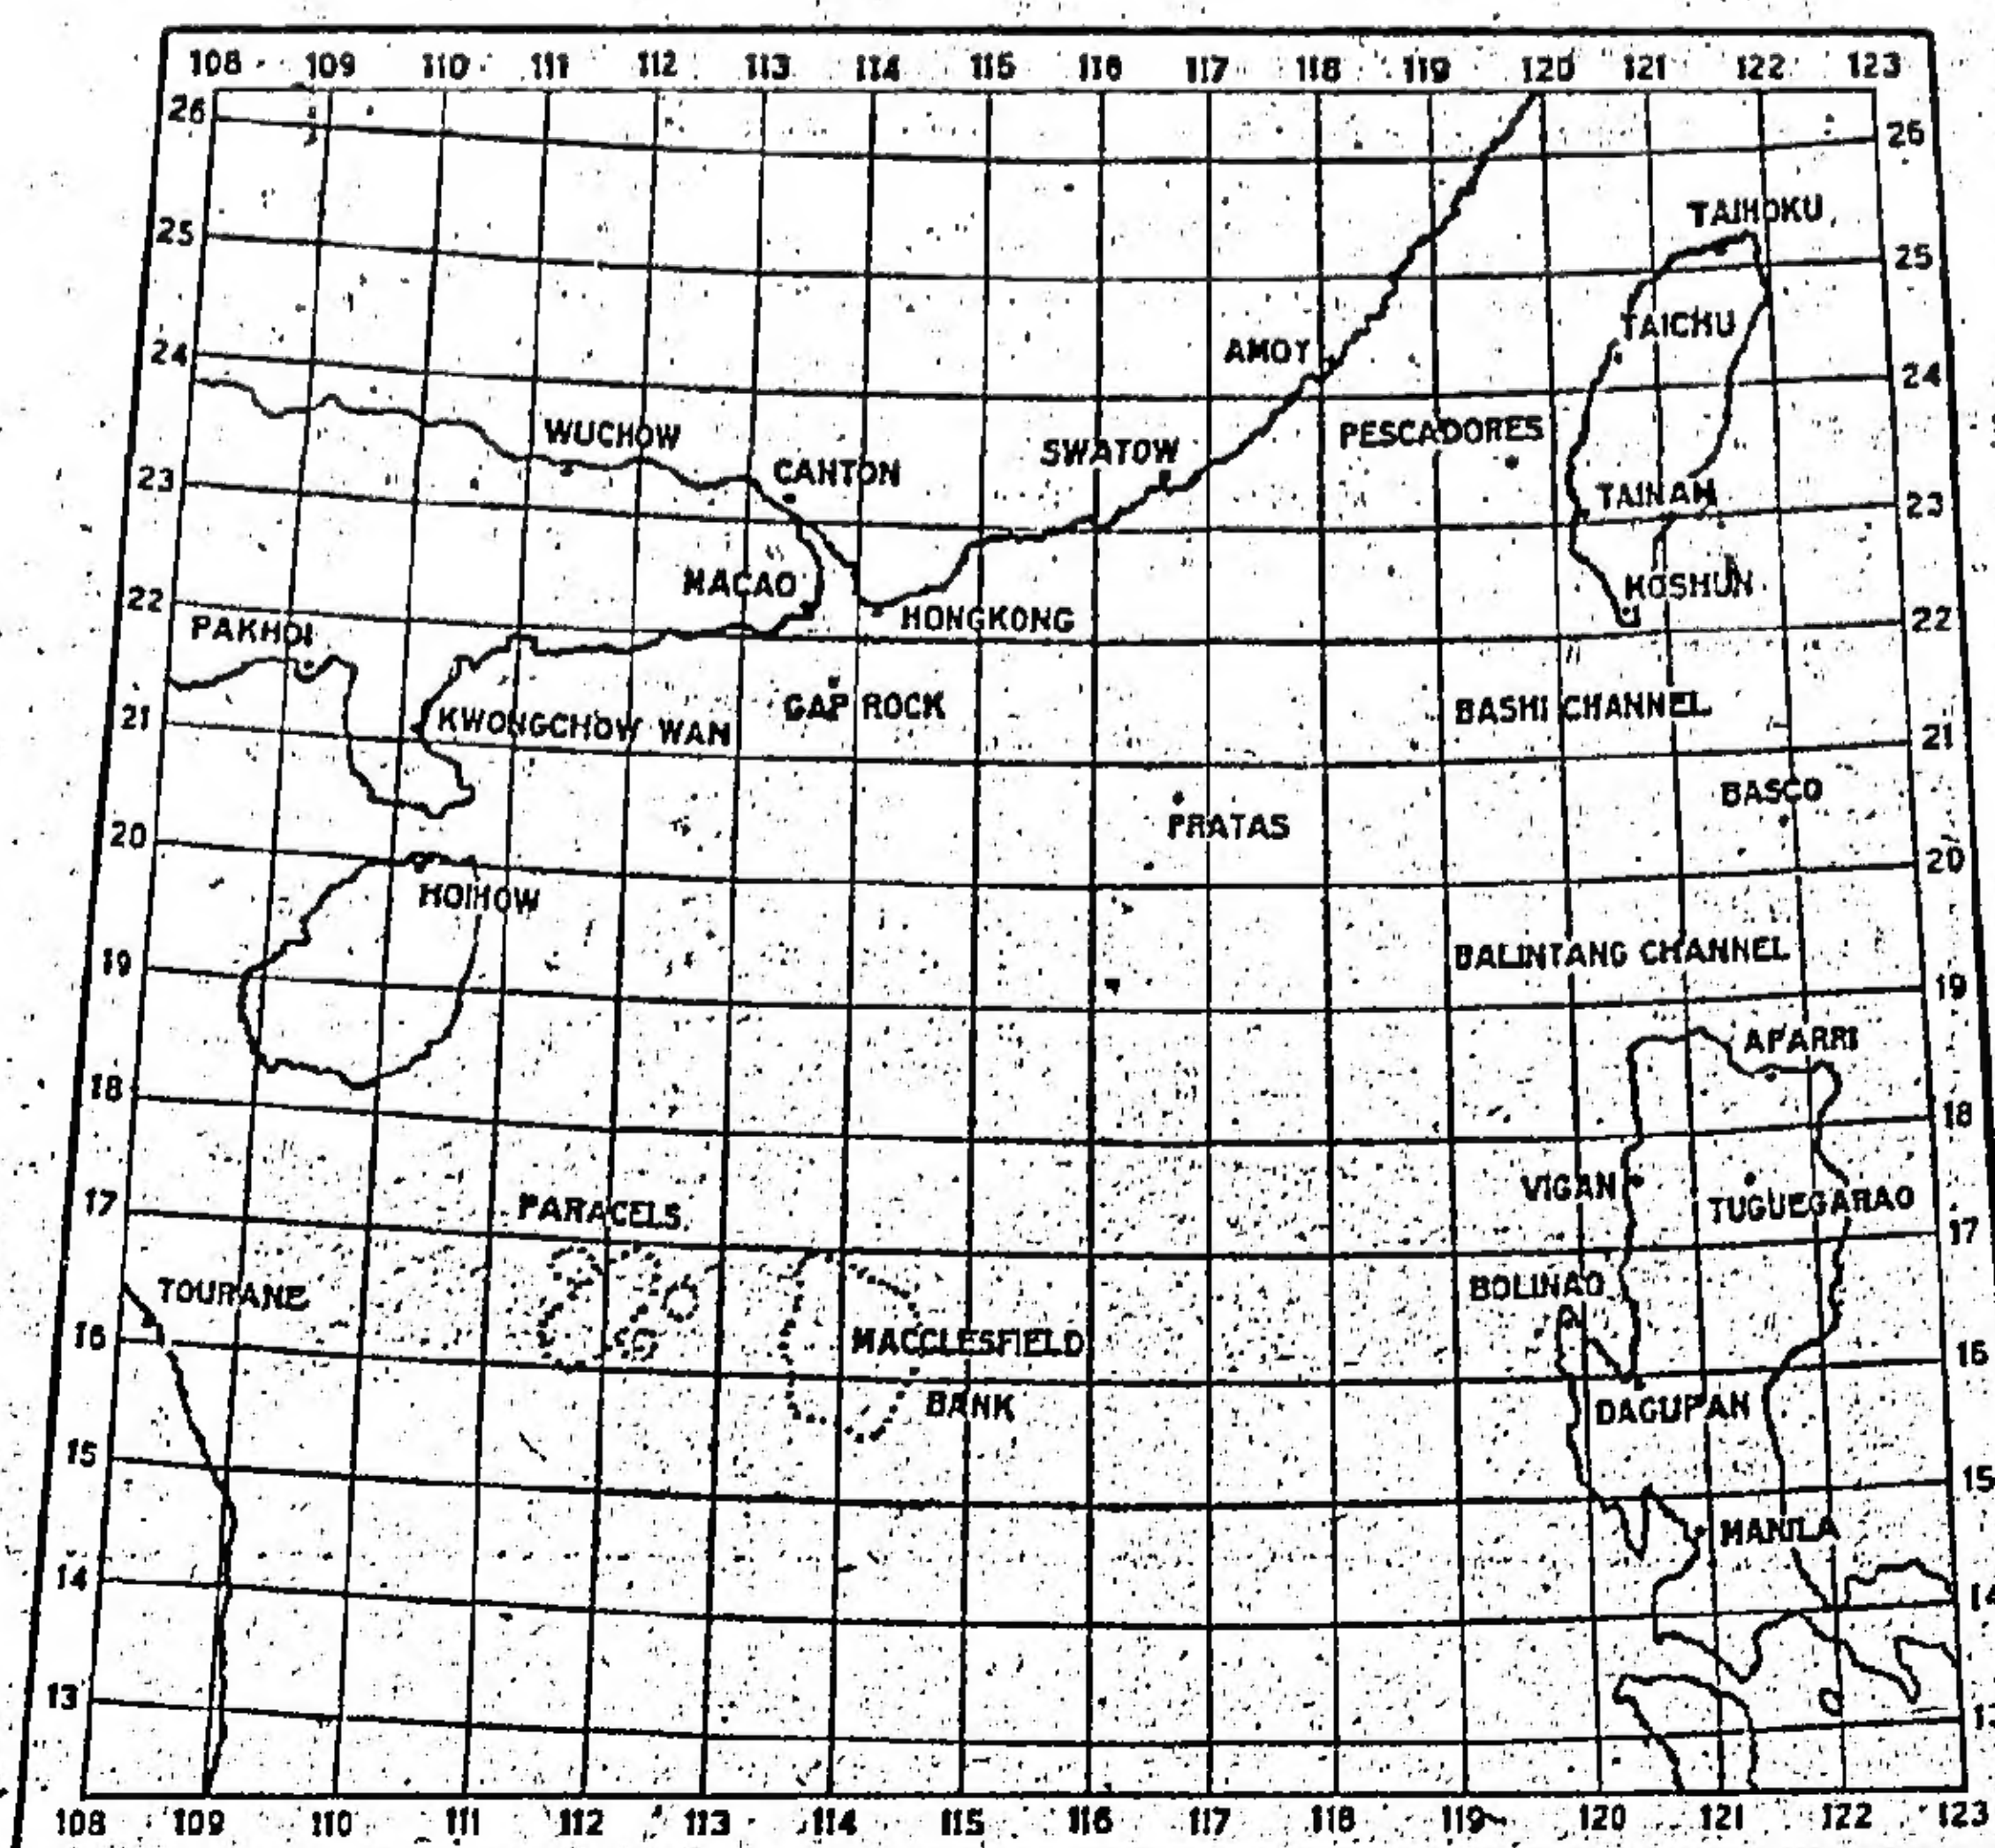 108 109 110 111 112 113 114 115 116 117 118 119 120 121 122 123
26 26
TAIHOKU
25 25
TAICHU
AMOY
24 24
WUCHOW
SWATOW
PESCADORES
CANTON
23 23
TAINAN
MACAO
KOSHUN
HONGKONG
22 22
PAKHOI
GAP ROCK
BASHI CHANNEL
KWONGCHOW WAN
21 21
BASCO
PRATAS
20 20
HOIHOW
BALINTANG CHANNEL
19 19
APARRI
18 18
VIGAN
TUGUEGARAO
PARACELS
17 17
BOLINAO
TOURANE
16 16
MACCLESFIELD
BANK
DAGUPAN
15 15
MANILA
14 14
13 13
108 109 110 111 112 113 114 115 116 117 118 119 120 121 122 123